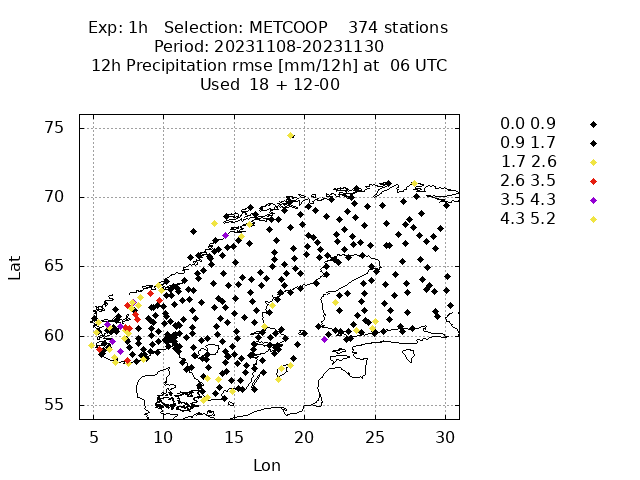 Exp: 1h   Selection: METCOOP    374 stations
Period: 20231108-20231130
12h Precipitation rmse [mm/12h] at  06 UTC
Used  18 + 12-00
0.0 0.9
0.9 1.7
1.7 2.6
2.6 3.5
3.5 4.3
4.3 5.2
75
70
65
60
55
Lat
5 10 15 20 25 30
Lon